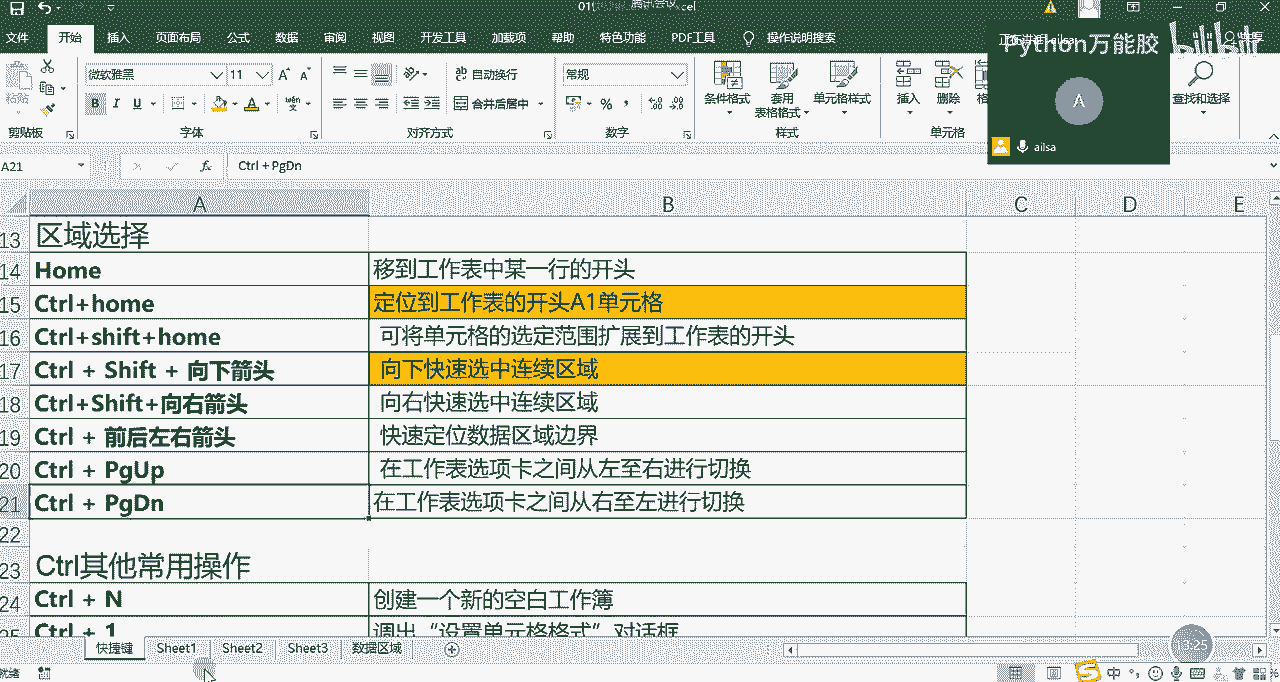 腾讯会议
01 .xcel
文件 开始 插入 页面布局 公式 数据 审阅 视图 开发工具 加载项 帮助 特色功能 PDF工具 操作说明搜索
ython万能胶 bilibili
粘贴 微软雅黑 11 自动换行 常规 条件格式 套用 表格格式 单元格样式 插入 删除 查找和选择
B I U 合并后居中 % ,
剪贴板 字体 对齐方式 数字 样式 单元格
A
ailsa
A21 fx Ctrl + PgDn
A B C D E
13 区域选择
14 Home 移到工作表中某一行的开头
15 Ctrl+home 定位到工作表的开头A1单元格
16 Ctrl+shift+home 可将单元格的选定范围扩展到工作表的开头
17 Ctrl + Shift + 向下箭头 向下快速选中连续区域
18 Ctrl+Shift+向右箭头 向右快速选中连续区域
19 Ctrl + 前后左右箭头 快速定位数据区域边界
20 Ctrl + PgUp 在工作表选项卡之间从左至右进行切换
21 Ctrl + PgDn 在工作表选项卡之间从右至左进行切换
22
23 Ctrl其他常用操作
24 Ctrl + N 创建一个新的空白工作簿
25 Ctrl + 1 调出“设置单元格格式”对话框
快捷键 Sheet1 Sheet2 Sheet3 数据区域
13:25
就绪 中